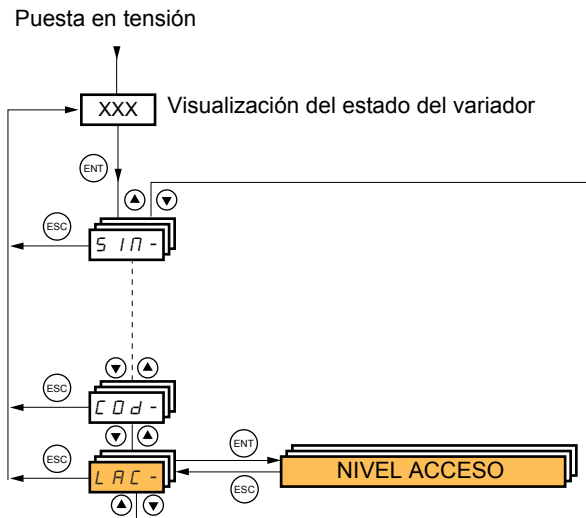 Puesta en tensión
XXX
Visualización del estado del variador
ENT
ESC
SIM-
ESC
COd-
ESC
LAC-
ENT
NIVEL ACCESO
ESC